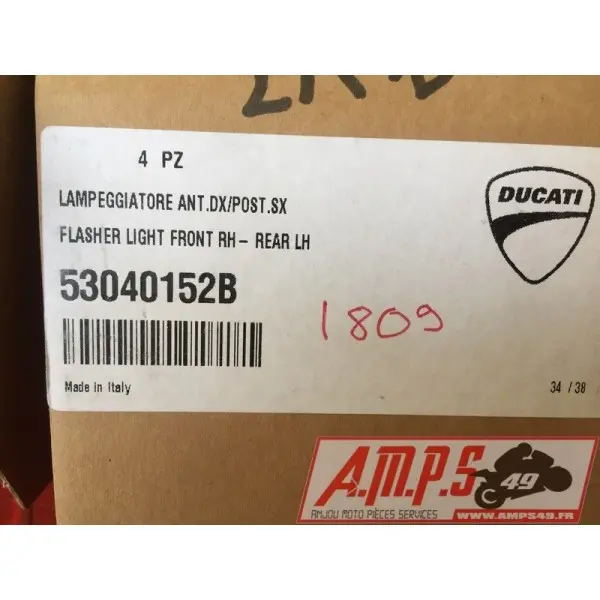 4 PZ
LAMPEGGIATORE ANT.DX/POST.SX
DUCATI
FLASHER LIGHT FRONT RH- REAR LH
53040152B
1809
Made in Italy
34 / 38
A.M.P.S
49
ANJOU MOTO PIÈCES SERVICES
WWW.AMPS49.FR